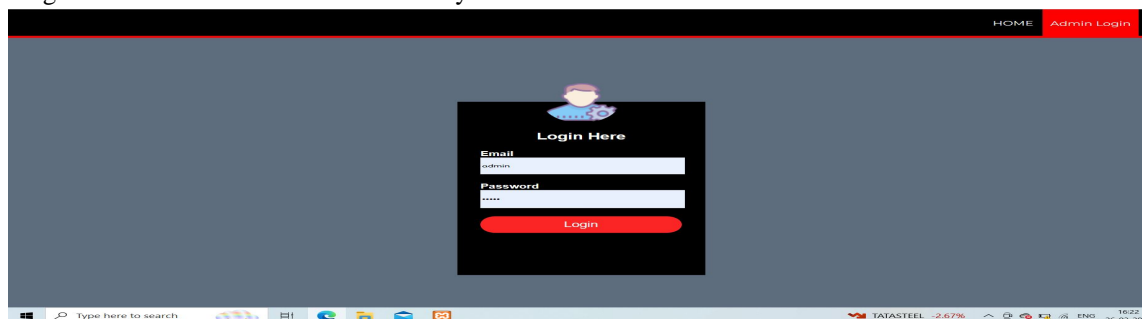 HOME Admin Login
Login Here
Email
admin
Password
•••••
Login
Type here to search
TATASTEEL -2.67% ENG 16:22